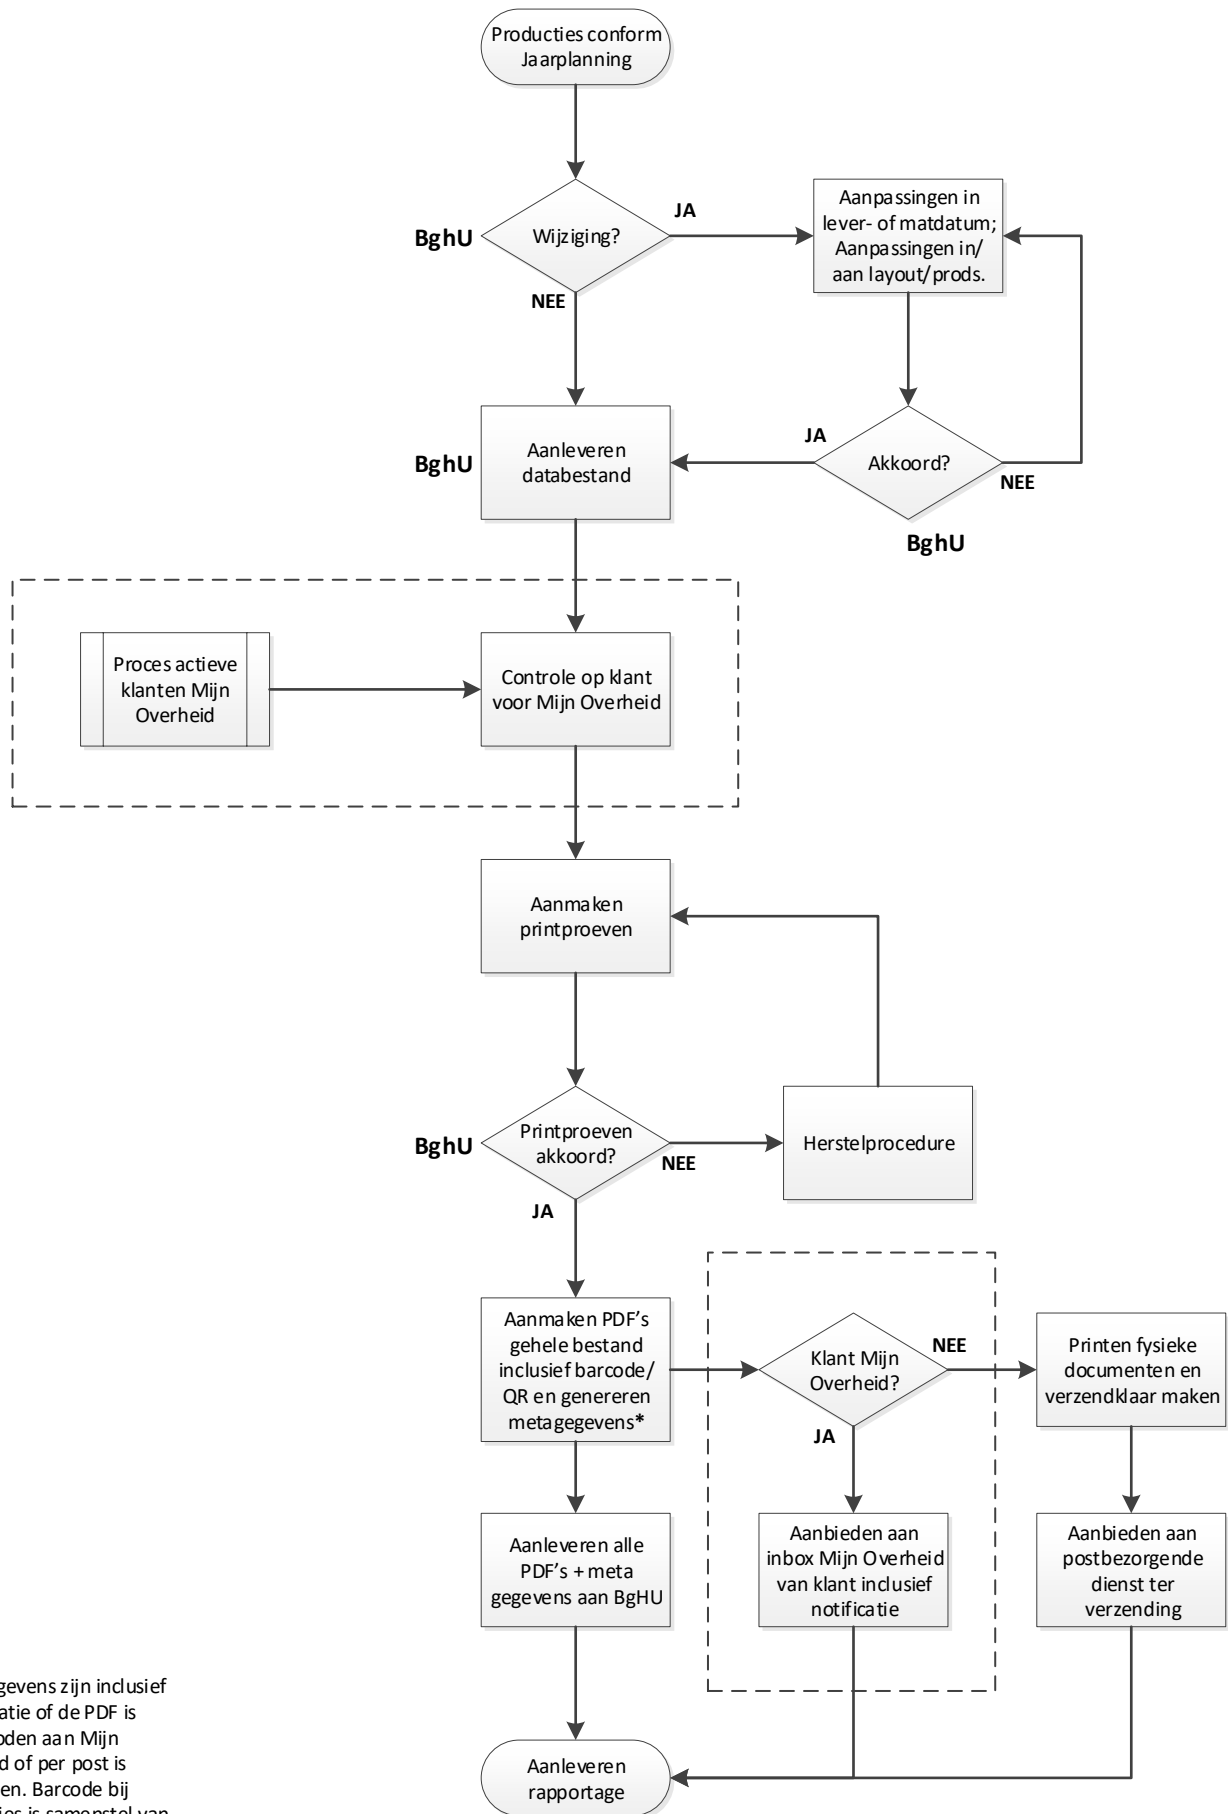 Producties conform
Jaarplanning
BghU
Wijziging?
JA
NEE
Aanpassingen in
lever- of matdatum;
Aanpassingen in/
aan layout/prods.
BghU
Aanleveren
databestand
JA
Akkoord?
NEE
BghU
Proces actieve
klanten Mijn
Overheid
Controle op klant
voor Mijn Overheid
Aanmaken
printproeven
BghU
Printproeven
akkoord?
NEE
JA
Herstelprocedure
Aanmaken PDF's
gehele bestand
inclusief barcode/
QR en genereren
metagegevens*
Klant Mijn
Overheid?
NEE
JA
Printen fysieke
documenten en
verzendklaar maken
Aanleveren alle
PDF's + meta
gegevens aan BgHU
Aanbieden aan
inbox Mijn Overheid
van klant inclusief
notificatie
Aanbieden aan
postbezorgende
dienst ter
verzending
gevens zijn inclusief
atie of de PDF is
oden aan Mijn
d of per post is
en. Barcode bij
ies is samenstel van
Aanleveren
rapportage